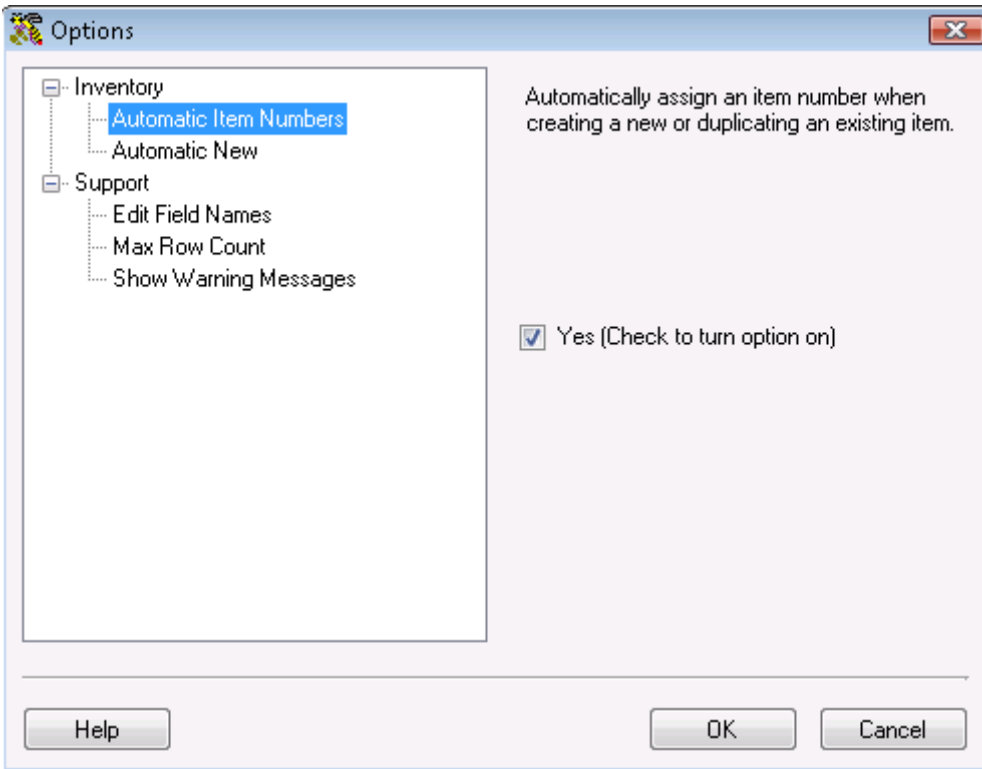 Options
Inventory
Automatic Item Numbers
Automatic New
Support
Edit Field Names
Max Row Count
Show Warning Messages
Automatically assign an item number when
creating a new or duplicating an existing item.
Yes (Check to turn option on)
Help
OK
Cancel